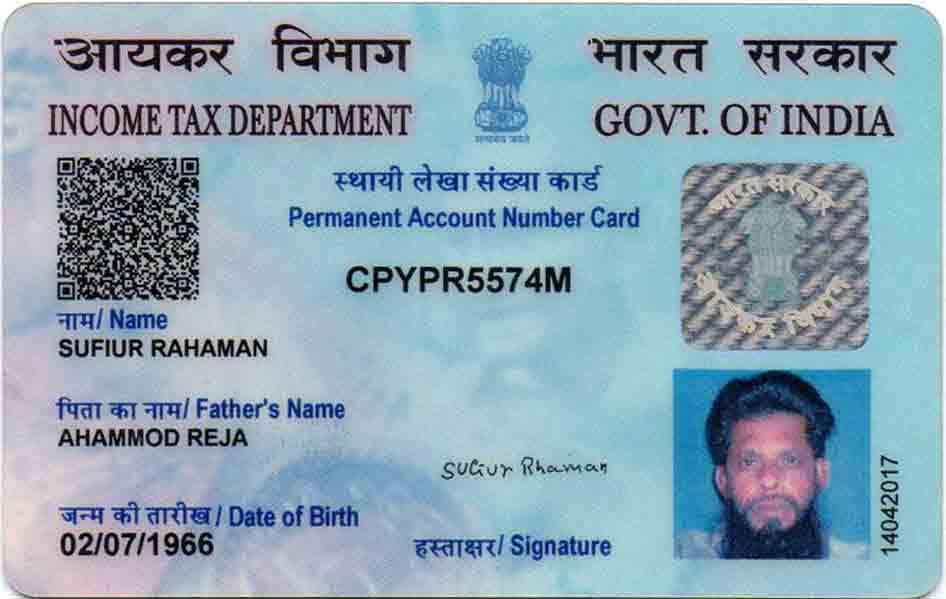 आयकर विभाग
INCOME TAX DEPARTMENT
सत्यमेव जयते
भारत सरकार
GOVT. OF INDIA
स्थायी लेखा संख्या कार्ड
Permanent Account Number Card
CPYPR5574M
भारत सरकार
आयकर विभाग
नाम/ Name
SUFIUR RAHAMAN
पिता का नाम/ Father's Name
AHAMMOD REJA
Sufiur Rhaman
जन्म की तारीख/ Date of Birth
02/07/1966
हस्ताक्षर/ Signature
14042017